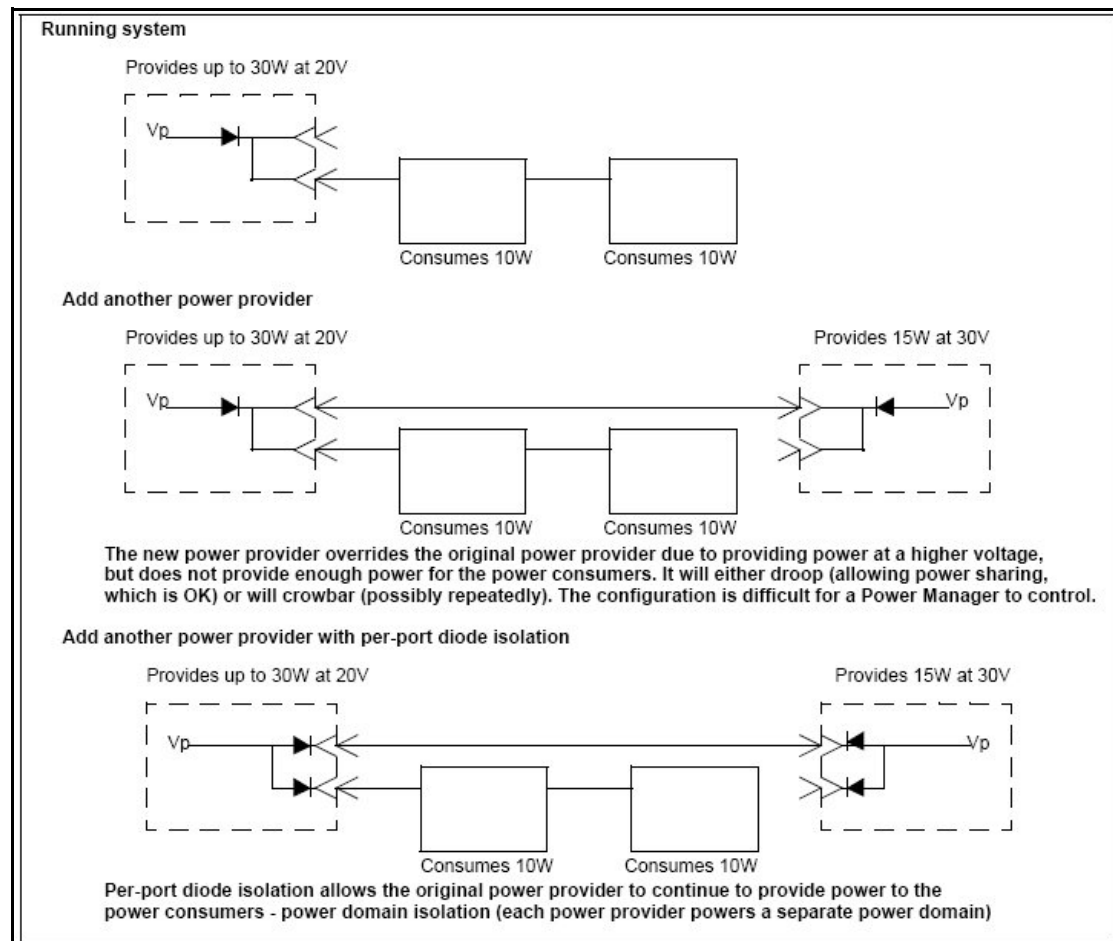 Running system
Provides up to 30W at 20V
Vp
Consumes 10W Consumes 10W
Add another power provider
Provides up to 30W at 20V Provides 15W at 30V
Vp Vp
Consumes 10W Consumes 10W
The new power provider overrides the original power provider due to providing power at a higher voltage,
but does not provide enough power for the power consumers. It will either droop (allowing power sharing,
which is OK) or will crowbar (possibly repeatedly). The configuration is difficult for a Power Manager to control.
Add another power provider with per-port diode isolation
Provides up to 30W at 20V Provides 15W at 30V
Vp Vp
Consumes 10W Consumes 10W
Per-port diode isolation allows the original power provider to continue to provide power to the
power consumers - power domain isolation (each power provider powers a separate power domain)